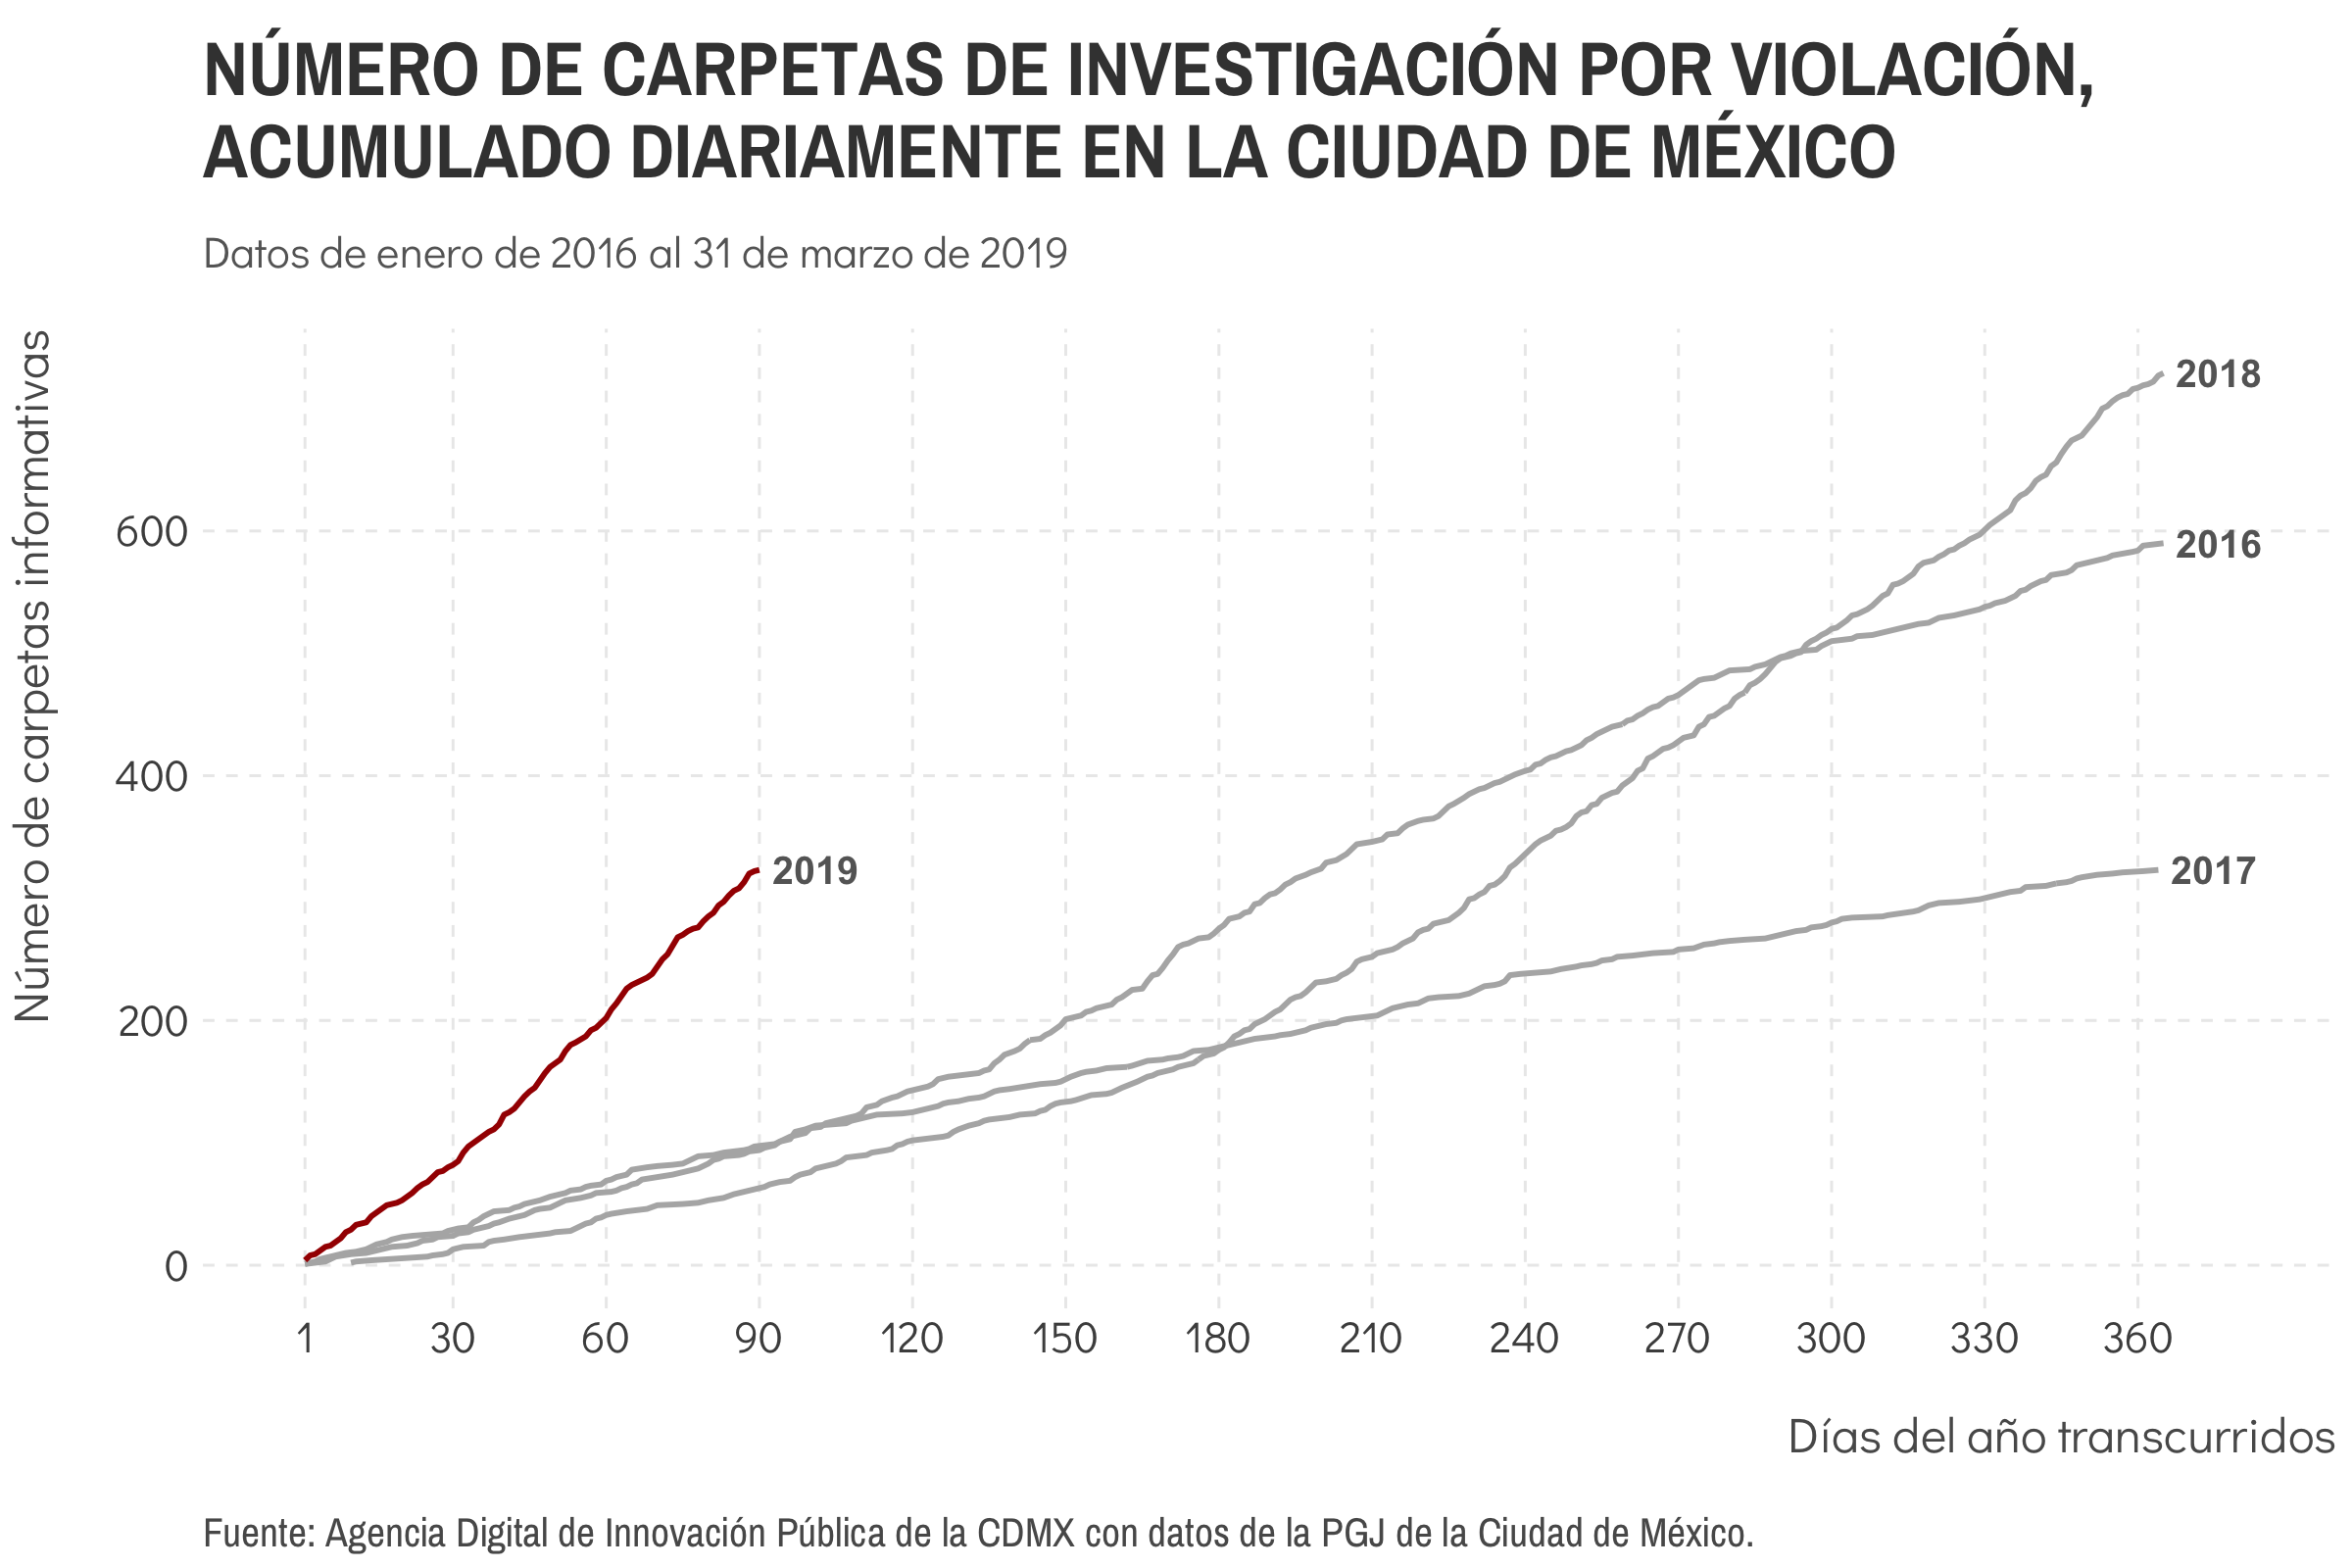 NÚMERO DE CARPETAS DE INVESTIGACIÓN POR VIOLACIÓN,
ACUMULADO DIARIAMENTE EN LA CIUDAD DE MÉXICO
Datos de enero de 2016 al 31 de marzo de 2019
Número de carpetas informativas
2018
600
2016
400
2019
2017
200
0
1 30 60 90 120 150 180 210 240 270 300 330 360
Días del año transcurridos
Fuente: Agencia Digital de Innovación Pública de la CDMX con datos de la PGJ de la Ciudad de México.